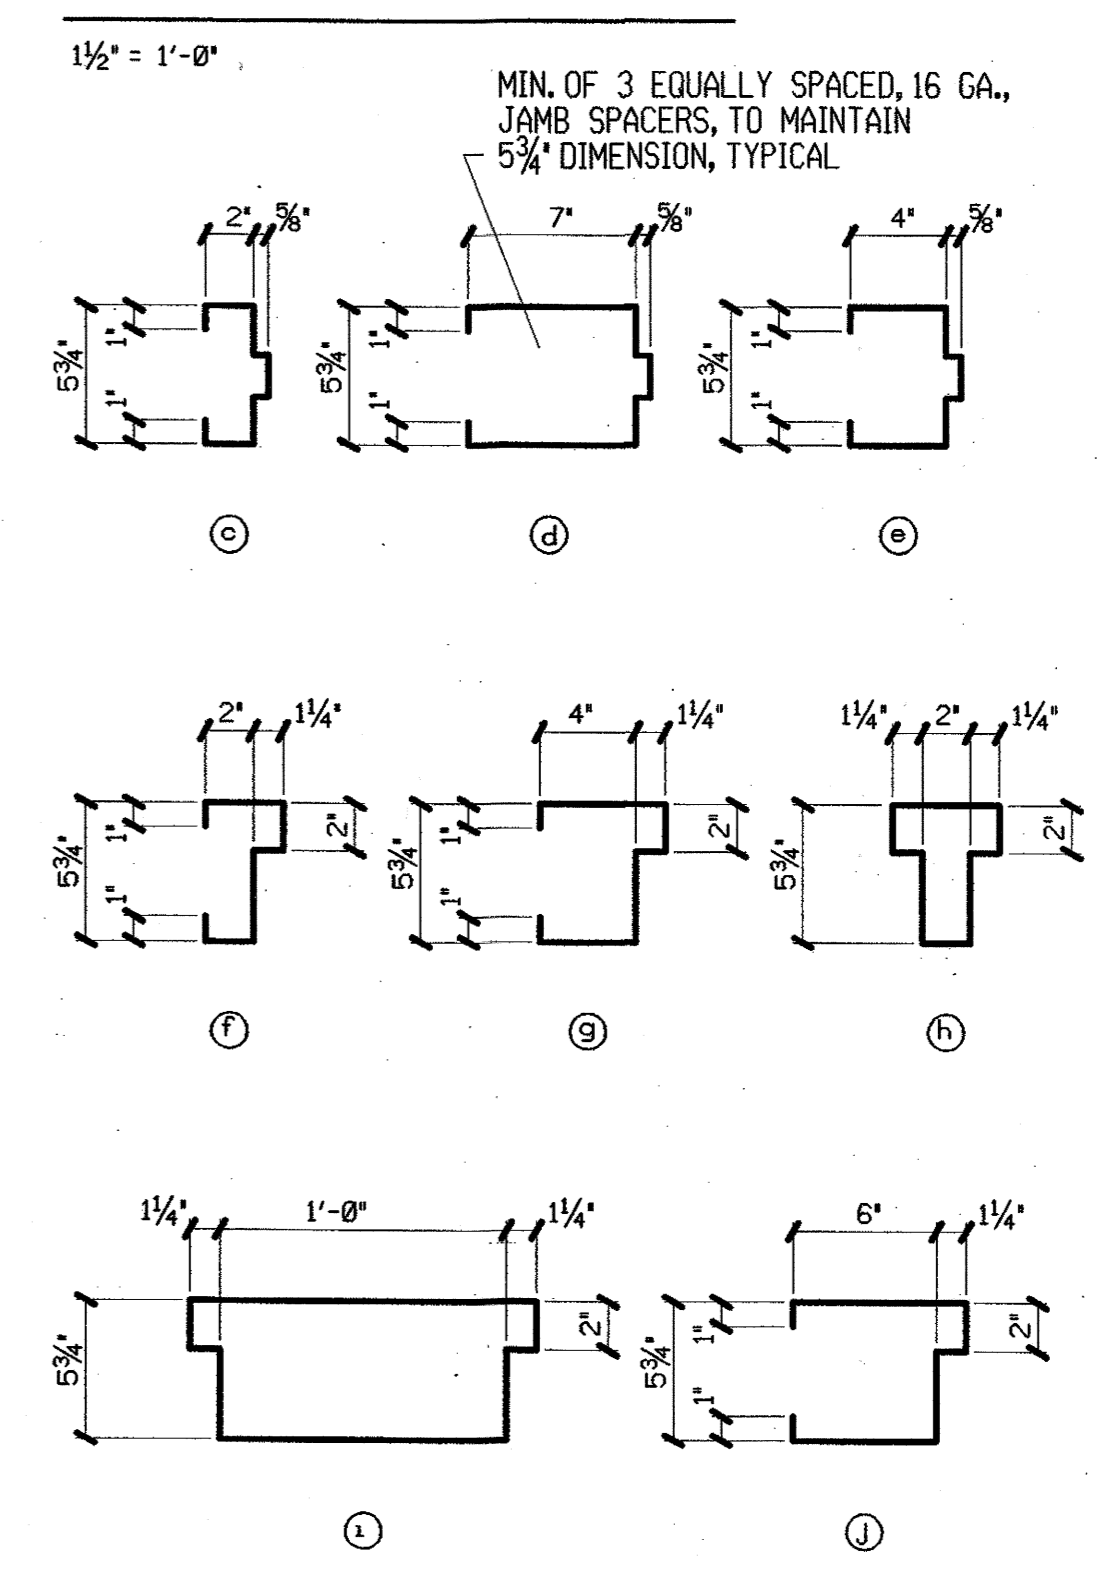 1½" = 1'-0"
MIN. OF 3 EQUALLY SPACED, 16 GA.,
JAMB SPACERS, TO MAINTAIN
5¾" DIMENSION, TYPICAL
2" ⅝"
7" ⅝"
4" ⅝"
5¾" 1" 1"
5¾" 1" 1"
5¾" 1" 1"
c
d
e
2" 1¼"
4" 1¼"
1¼" 2" 1¼"
5¾" 1" 1" 2"
5¾" 1" 1" 2"
5¾" 2"
f
g
h
1¼" 1'-0" 1¼"
6" 1¼"
5¾" 2"
5¾" 1" 1" 2"
i
j